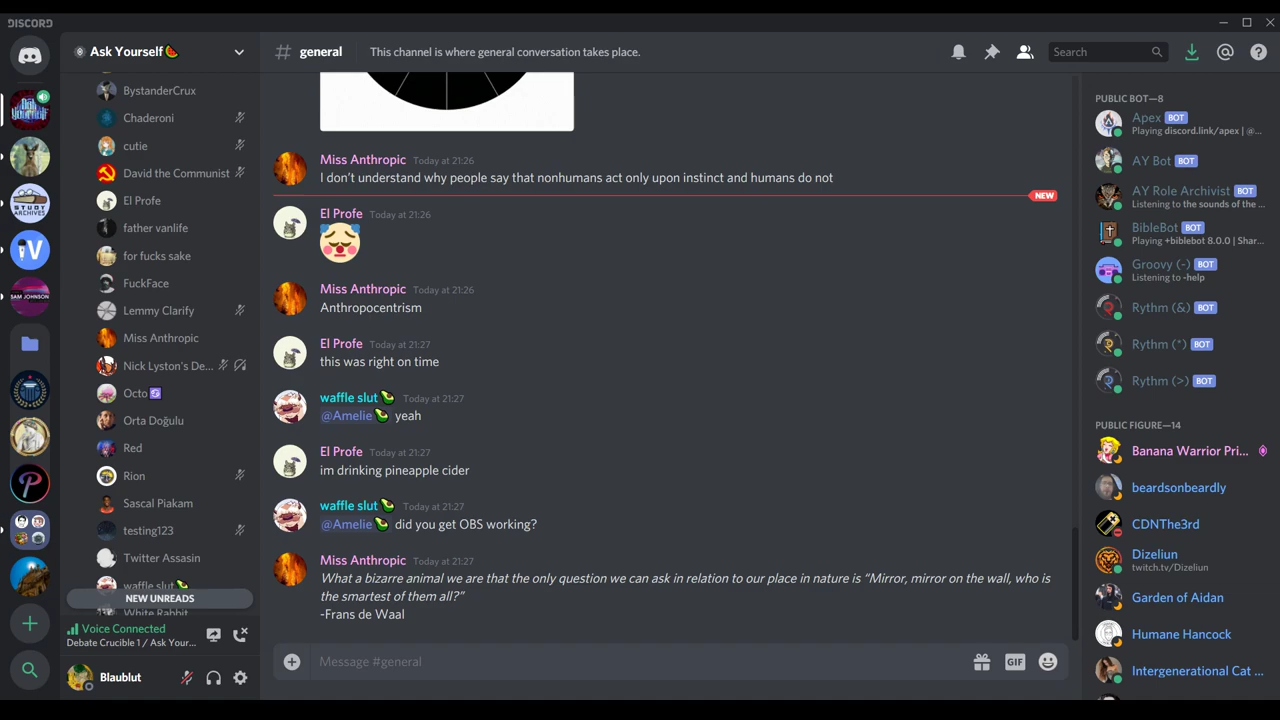 DISCORD
Ask Yourself🍉
# general
This channel is where general conversation takes place.
Search
BystanderCrux
Chaderoni
cutie
David the Communist
El Profe
father vanlife
for fucks sake
FuckFace
Lemmy Clarify
Miss Anthropic
Nick Lyston's De...
Octo
Orta Doğulu
Red
Rion
Sascal Piakam
testing123
Twitter Assasin
waffle slut🥑
NEW UNREADS
White Rabbit
Voice Connected
Debate Crucible 1 / Ask Your...
Blaublut
SAM JOHNSON
STUDY
ARCHIVES
Miss Anthropic Today at 21:26
I don't understand why people say that nonhumans act only upon instinct and humans do not
NEW
El Profe Today at 21:26
Miss Anthropic Today at 21:26
Anthropocentrism
El Profe Today at 21:27
this was right on time
waffle slut🥑 Today at 21:27
@Amelie🥑 yeah
El Profe Today at 21:27
im drinking pineapple cider
waffle slut🥑 Today at 21:27
@Amelie🥑 did you get OBS working?
Miss Anthropic Today at 21:27
What a bizarre animal we are that the only question we can ask in relation to our place in nature is “Mirror, mirror on the wall, who is
the smartest of them all?”
-Frans de Waal
Message #general
GIF
PUBLIC BOT—8
Apex BOT
Playing discord.link/apex | @...
AY Bot BOT
AY Role Archivist BOT
Listening to the sounds of the ...
BibleBot BOT
Playing +biblebot 8.0.0 | Shar...
Groovy (-) BOT
Listening to -help
Rythm (&) BOT
Rythm (*) BOT
Rythm (>) BOT
PUBLIC FIGURE—14
Banana Warrior Pri...
beardsonbeardly
CDNThe3rd
Dizeliun
twitch.tv/Dizeliun
Garden of Aidan
Humane Hancock
Intergenerational Cat ...